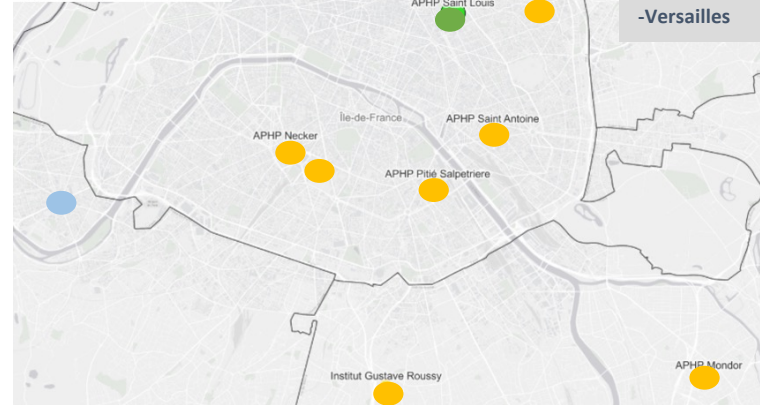 APHP Saint Louis
-Versailles
Île-de-France
APHP Saint Antoine
APHP Necker
APHP Pitié Salpetriere
APHP Mondor
Institut Gustave Roussy